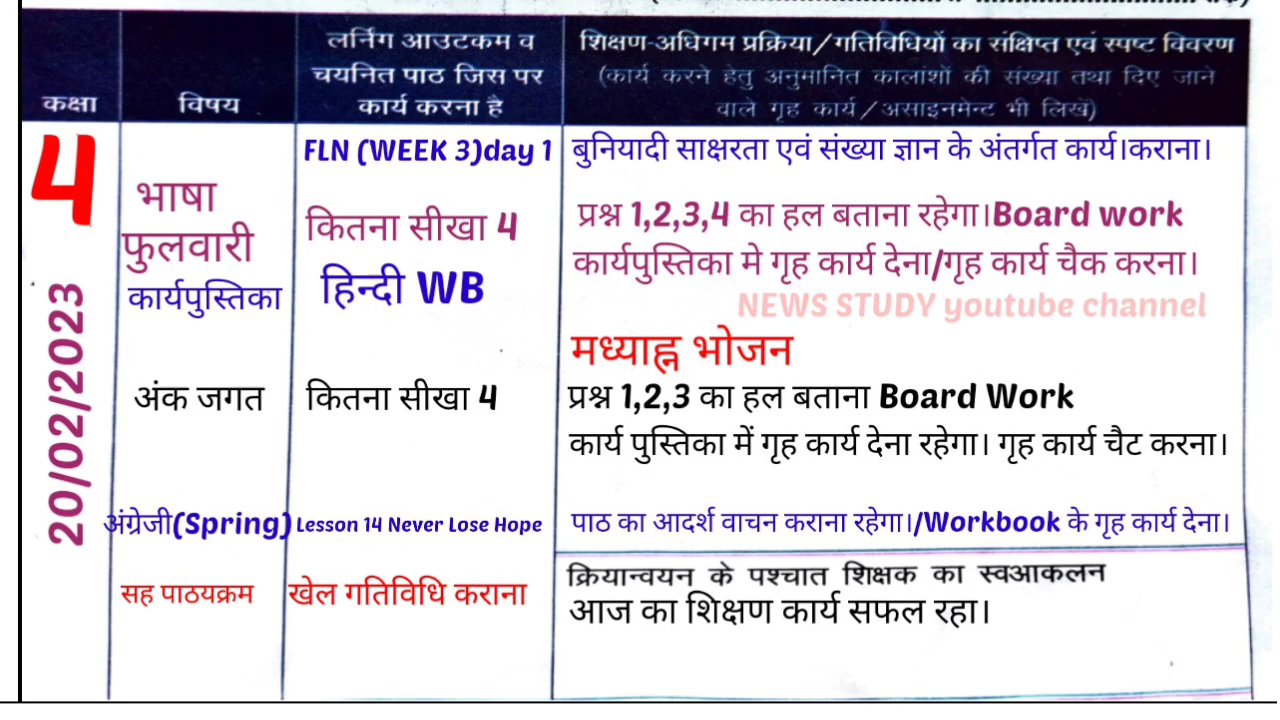 लर्निंग आउटकम व
चयनित पाठ जिस पर
कार्य करना है
शिक्षण-अधिगम प्रक्रिया/गतिविधियों का संक्षिप्त एवं स्पष्ट विवरण
(कार्य करने हेतु अनुमानित कालांशों की संख्या तथा दिए जाने
वाले गृह कार्य/असाइनमेन्ट भी लिखें)
कक्षा
विषय
4
20/02/2023
FLN (WEEK 3)day 1
बुनियादी साक्षरता एवं संख्या ज्ञान के अंतर्गत कार्य।कराना।
भाषा
फुलवारी
कार्यपुस्तिका
कितना सीखा 4
हिन्दी WB
प्रश्न 1,2,3,4 का हल बताना रहेगा।Board work
कार्यपुस्तिका मे गृह कार्य देना/गृह कार्य चैक करना।
NEWS STUDY youtube channel
मध्याह्न भोजन
अंक जगत
कितना सीखा 4
प्रश्न 1,2,3 का हल बताना Board Work
कार्य पुस्तिका में गृह कार्य देना रहेगा। गृह कार्य चैट करना।
अंग्रेजी(Spring)
Lesson 14 Never Lose Hope
पाठ का आदर्श वाचन कराना रहेगा।/Workbook के गृह कार्य देना।
सह पाठयक्रम
खेल गतिविधि कराना
क्रियान्वयन के पश्चात शिक्षक का स्वआकलन
आज का शिक्षण कार्य सफल रहा।